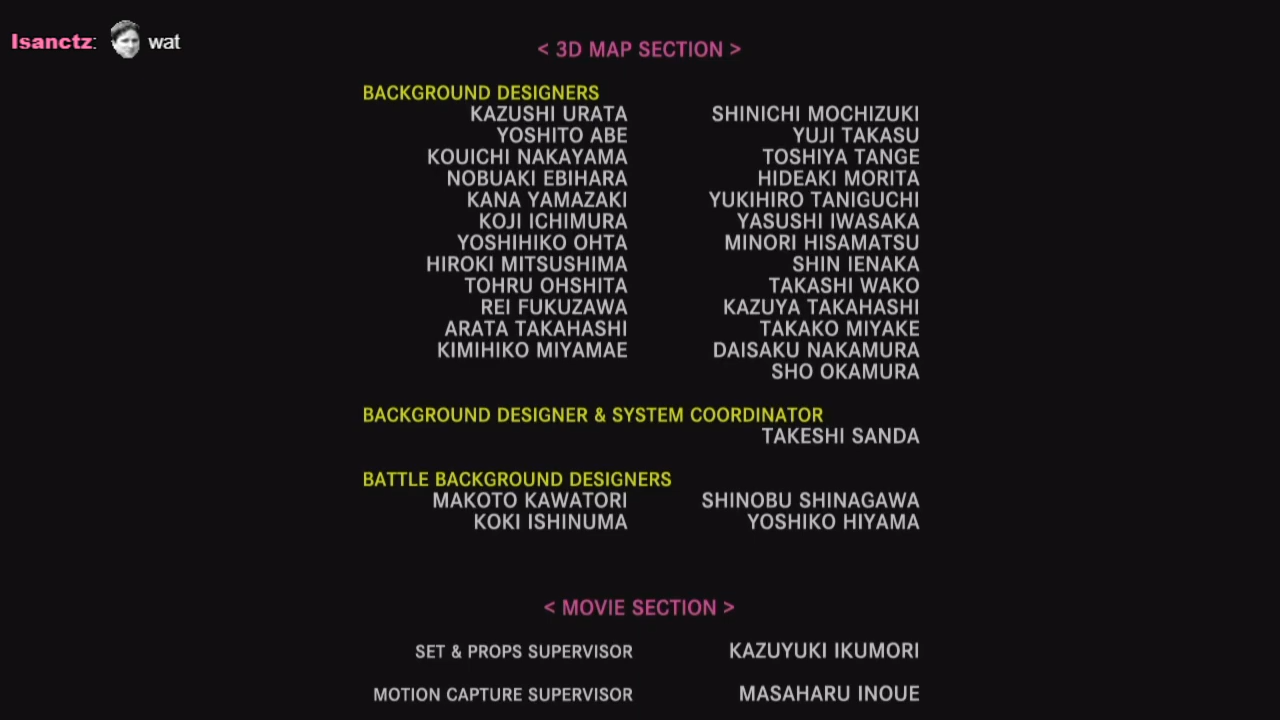 Isanctz: wat
< 3D MAP SECTION >
BACKGROUND DESIGNERS
KAZUSHI URATA SHINICHI MOCHIZUKI
YOSHITO ABE YUJI TAKASU
KOUICHI NAKAYAMA TOSHIYA TANGE
NOBUAKI EBIHARA HIDEAKI MORITA
KANA YAMAZAKI YUKIHIRO TANIGUCHI
KOJI ICHIMURA YASUSHI IWASAKA
YOSHIHIKO OHTA MINORI HISAMATSU
HIROKI MITSUSHIMA SHIN IENAKA
TOHRU OHSHITA TAKASHI WAKO
REI FUKUZAWA KAZUYA TAKAHASHI
ARATA TAKAHASHI TAKAKO MIYAKE
KIMIHIKO MIYAMAE DAISAKU NAKAMURA
SHO OKAMURA
BACKGROUND DESIGNER & SYSTEM COORDINATOR
TAKESHI SANDA
BATTLE BACKGROUND DESIGNERS
MAKOTO KAWATORI SHINOBU SHINAGAWA
KOKI ISHINUMA YOSHIKO HIYAMA
< MOVIE SECTION >
SET & PROPS SUPERVISOR KAZUYUKI IKUMORI
MOTION CAPTURE SUPERVISOR MASAHARU INOUE